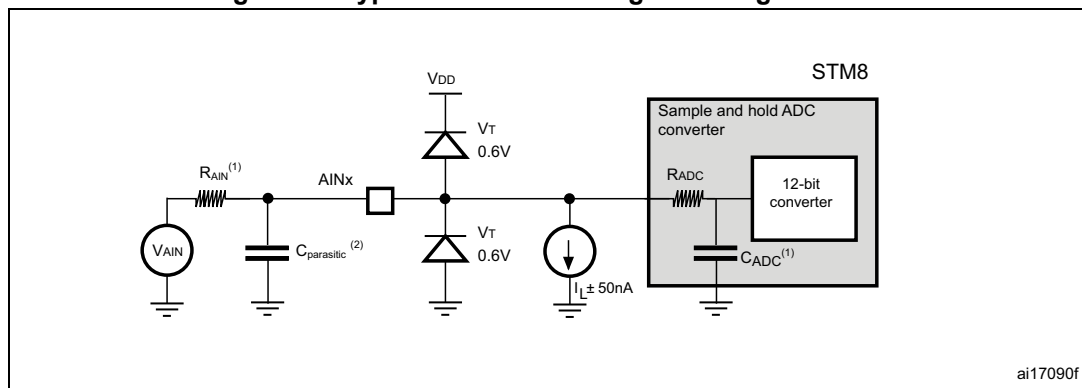 STM8
VDD
Sample and hold ADC
converter
VT
0.6V
RAIN(1)
AINx
RADC
12-bit
converter
VT
0.6V
VAIN
Cparasitic (2)
IL± 50nA
CADC(1)
ai17090f